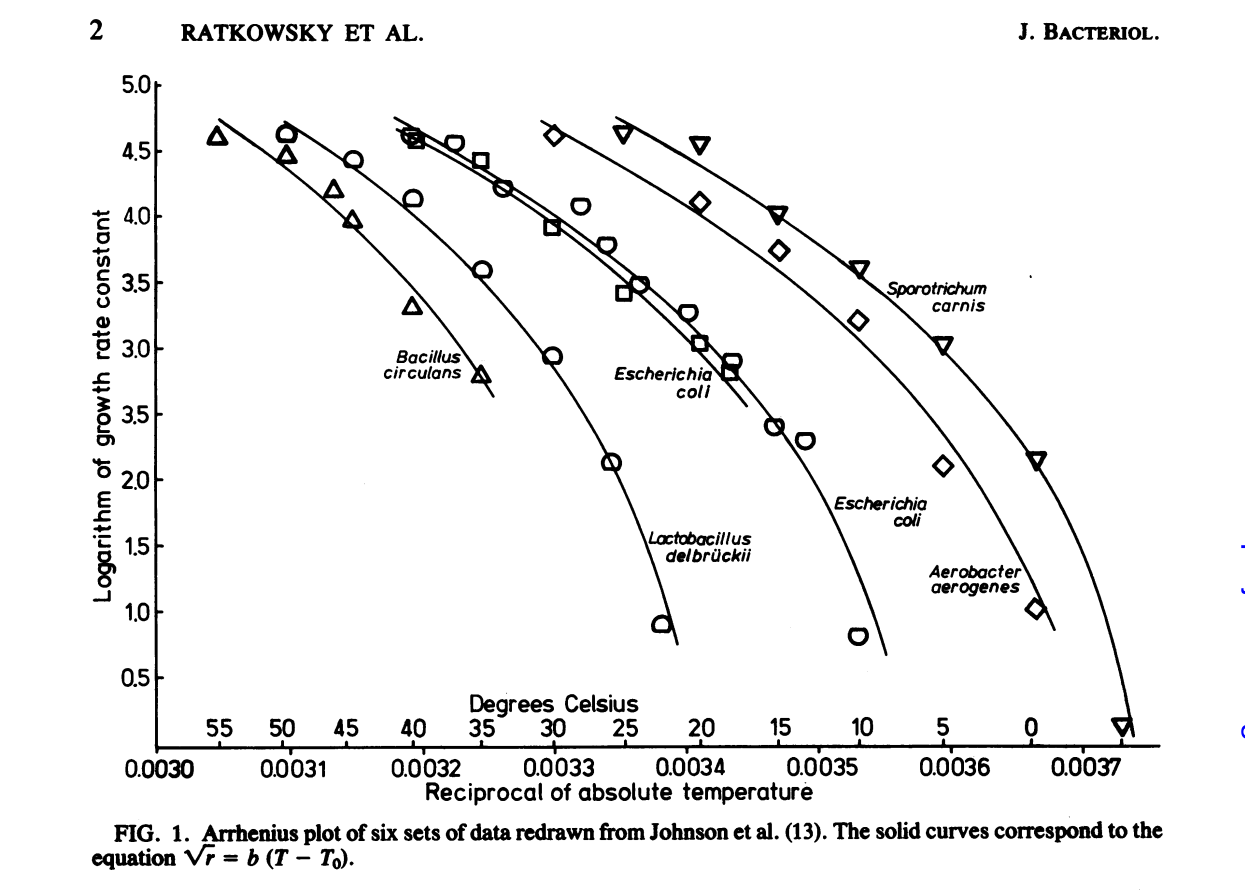 2 RATKOWSKY ET AL. J. BACTERIOL.
5.0
4.5
4.0
3.5
3.0
3.5
2.0
1.5
1.0
0.5
Logarithm of growth rate constant
Sporotrichum
carnis
Bacillus
circulans
Escherichia
coli
Escherichia
coli
Lactobacillus
delbrückii
Aerobacter
aerogenes
Degrees Celsius
55 50 45 40 35 30 25 20 15 10 5 0
0.0030 0.0031 0.0032 0.0033 0.0034 0.0035 0.0036 0.0037
Reciprocal of absolute temperature
FIG. 1. Arrhenius plot of six sets of data redrawn from Johnson et al. (13). The solid curves correspond to the
equation √r = b (T − T₀).